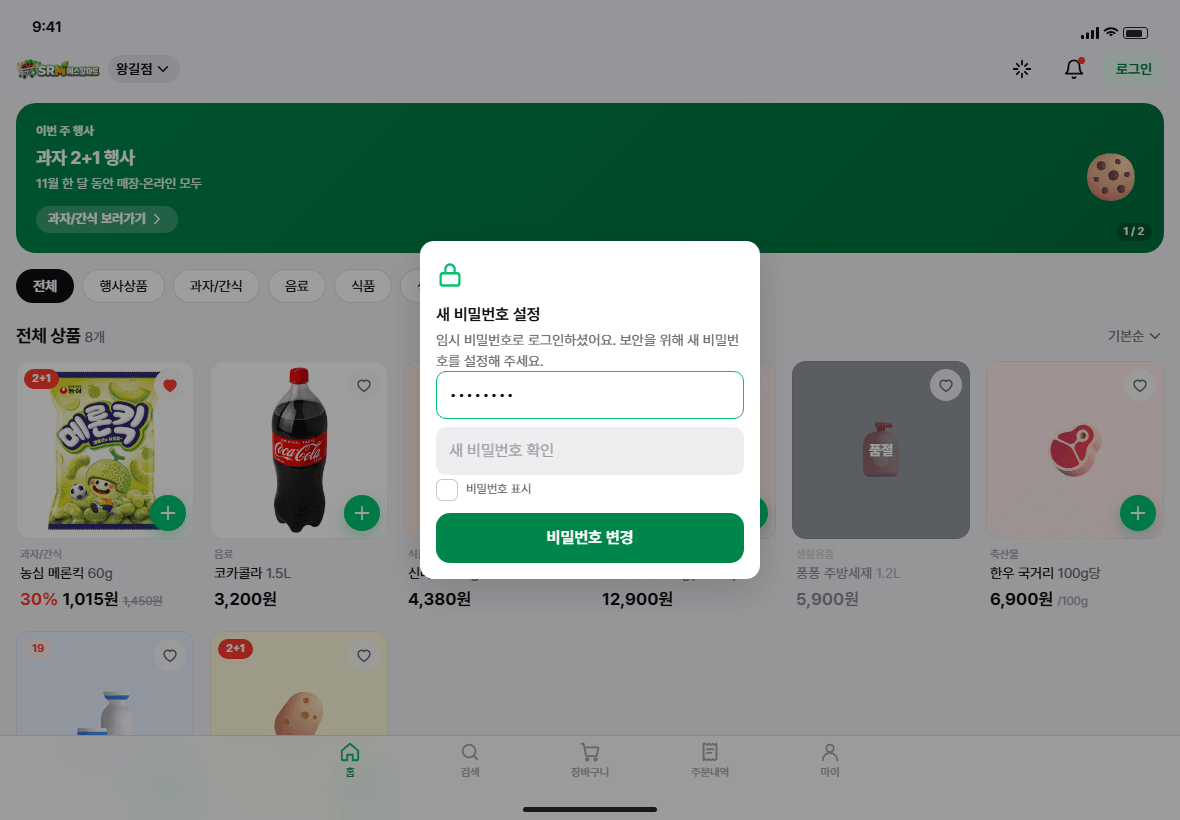 9:41
SRM에스알마트
왕길점
로그인
이번 주 행사
과자 2+1 행사
11월 한 달 동안 매장·온라인 모두
과자/간식 보러가기
1 / 2
전체
행사상품
과자/간식
음료
식품
전체 상품 8개
기본순
새 비밀번호 설정
임시 비밀번호로 로그인하셨어요. 보안을 위해 새 비밀번
호를 설정해 주세요.
새 비밀번호 확인
비밀번호 표시
비밀번호 변경
2+1
농심
메론킥
Coca-Cola
품절
과자/간식
농심 메론킥 60g
30% 1,015원 1,450원
음료
코카콜라 1.5L
3,200원
4,380원
12,900원
생활용품
퐁퐁 주방세제 1.2L
5,900원
축산물
한우 국거리 100g당
6,900원 /100g
19
2+1
홈
검색
장바구니
주문내역
마이